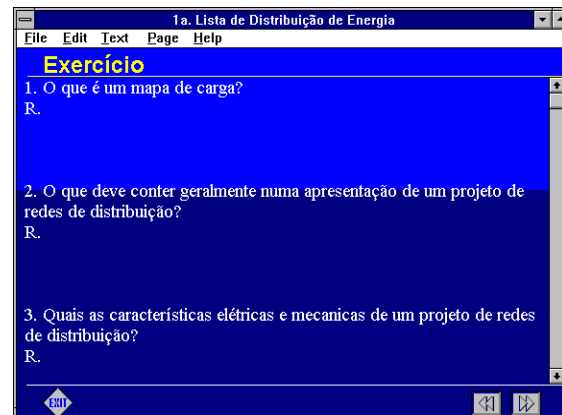 1a. Lista de Distribuição de Energia
File Edit Text Page Help
Exercício
1. O que é um mapa de carga?
R.
2. O que deve conter geralmente numa apresentação de um projeto de
redes de distribuição?
R.
3. Quais as características elétricas e mecanicas de um projeto de redes
de distribuição?
R.
EXIT